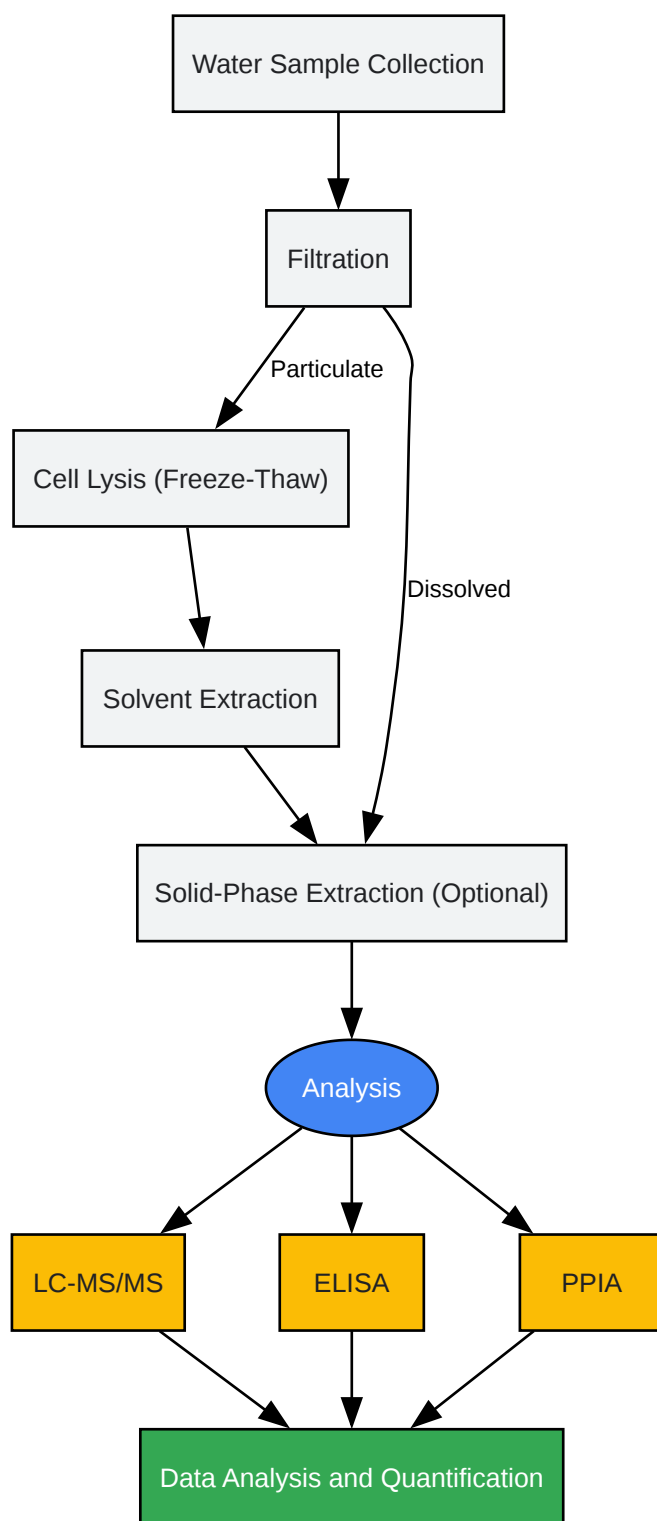 Water Sample Collection
Filtration
Particulate
Cell Lysis (Freeze-Thaw)
Dissolved
Solvent Extraction
Solid-Phase Extraction (Optional)
Analysis
LC-MS/MS
ELISA
PPIA
Data Analysis and Quantification